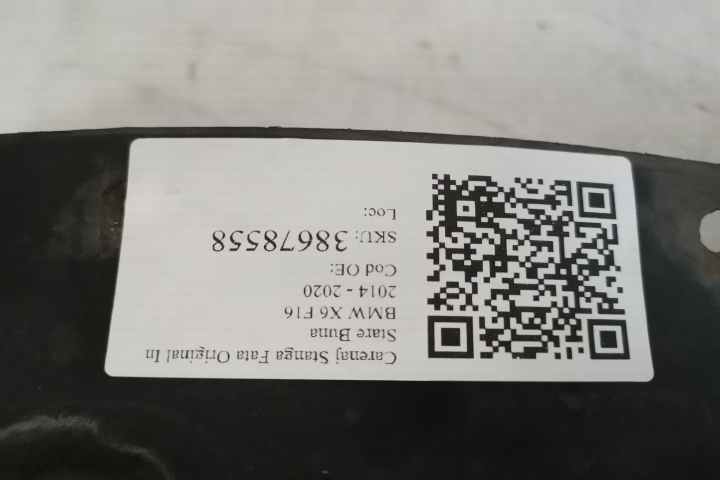 Carenaj Stanga Fata Original In
Stare Buna
BMW X6 F16
2014 - 2020
Cod OE:
SKU: 38678558
Loc: